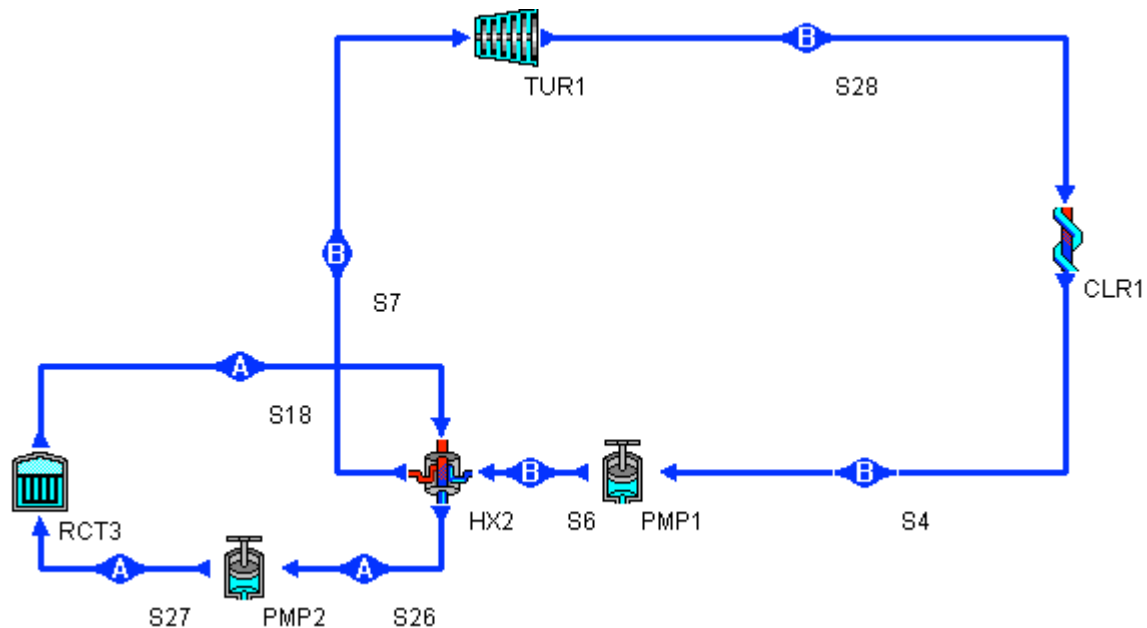 B
TUR1
S28
B
S7
CLR1
A
S18
B
B
RCT3
HX2
S6
PMP1
S4
A
A
S27
PMP2
S26